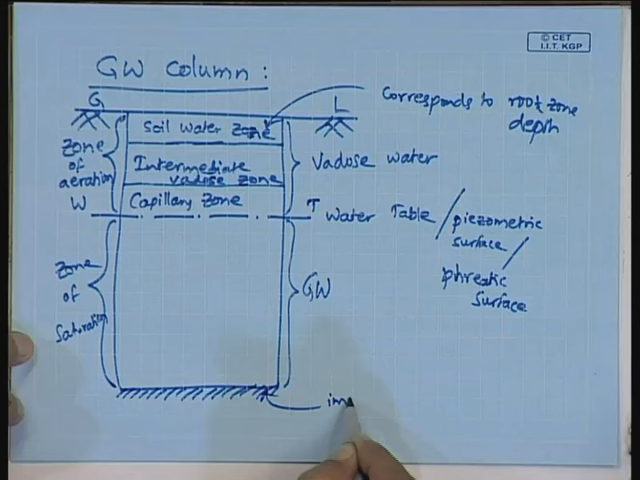 © CET
I.I.T. KGP
GW Column :
G
L
Corresponds to root zone
depth
Soil water zone
Zone
of
aeration
Intermediate
vadose zone
Vadose water
Capillary Zone
W
T
Water Table / piezometric
surface /
phreatic
surface
Zone
of
Saturation
GW
im